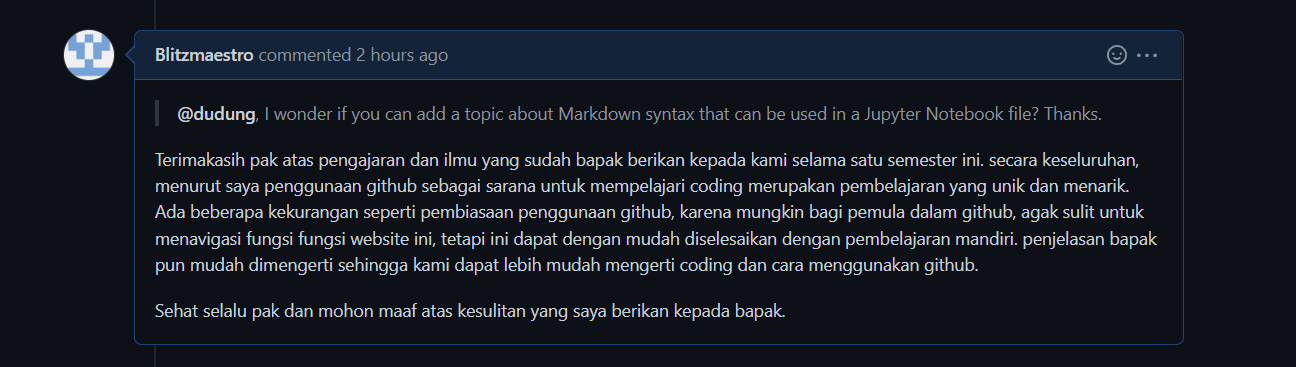 Blitzmaestro commented 2 hours ago
@dudung, I wonder if you can add a topic about Markdown syntax that can be used in a Jupyter Notebook file? Thanks.
Terimakasih pak atas pengajaran dan ilmu yang sudah bapak berikan kepada kami selama satu semester ini. secara keseluruhan,
menurut saya penggunaan github sebagai sarana untuk mempelajari coding merupakan pembelajaran yang unik dan menarik.
Ada beberapa kekurangan seperti pembiasaan penggunaan github, karena mungkin bagi pemula dalam github, agak sulit untuk
menavigasi fungsi fungsi website ini, tetapi ini dapat dengan mudah diselesaikan dengan pembelajaran mandiri. penjelasan bapak
pun mudah dimengerti sehingga kami dapat lebih mudah mengerti coding dan cara menggunakan github.
Sehat selalu pak dan mohon maaf atas kesulitan yang saya berikan kepada bapak.